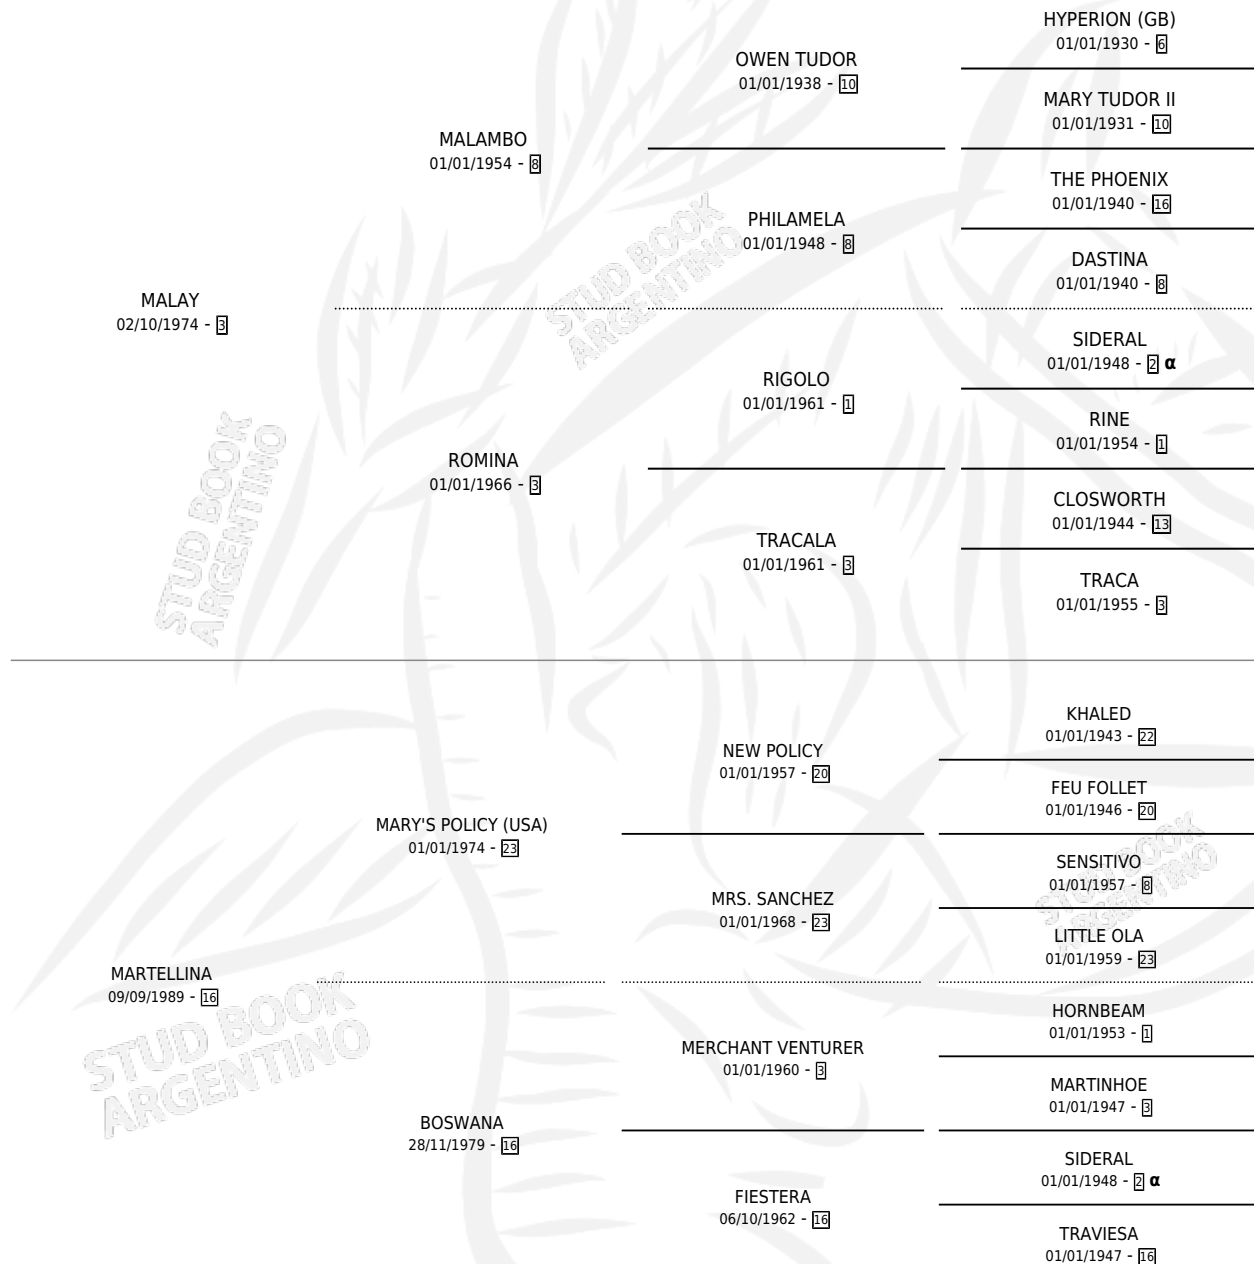 HYPERION (GB)
01/01/1930 - 6
OWEN TUDOR
01/01/1938 - 10
MARY TUDOR II
01/01/1931 - 10
MALAMBO
01/01/1954 - 8
THE PHOENIX
01/01/1940 - 16
PHILAMELA
01/01/1948 - 8
DASTINA
01/01/1940 - 8
MALAY
02/10/1974 - 3
SIDERAL
01/01/1948 - 2 α
RIGOLO
01/01/1961 - 1
RINE
01/01/1954 - 1
ROMINA
01/01/1966 - 3
CLOSWORTH
01/01/1944 - 13
TRACALA
01/01/1961 - 3
TRACA
01/01/1955 - 3
KHALED
01/01/1943 - 22
NEW POLICY
01/01/1957 - 20
FEU FOLLET
01/01/1946 - 20
MARY'S POLICY (USA)
01/01/1974 - 23
SENSITIVO
01/01/1957 - 8
MRS. SANCHEZ
01/01/1968 - 23
LITTLE OLA
01/01/1959 - 23
MARTELLINA
09/09/1989 - 16
HORNBEAM
01/01/1953 - 1
MERCHANT VENTURER
01/01/1960 - 3
MARTINHOE
01/01/1947 - 3
BOSWANA
28/11/1979 - 16
SIDERAL
01/01/1948 - 2 α
FIESTERA
06/10/1962 - 16
TRAVIESA
01/01/1947 - 16
STUD BOOK
ARGENTINO
STUD BOOK
ARGENTINO
STUD BOOK
ARGENTINO
STUD BOOK
ARGENTINO